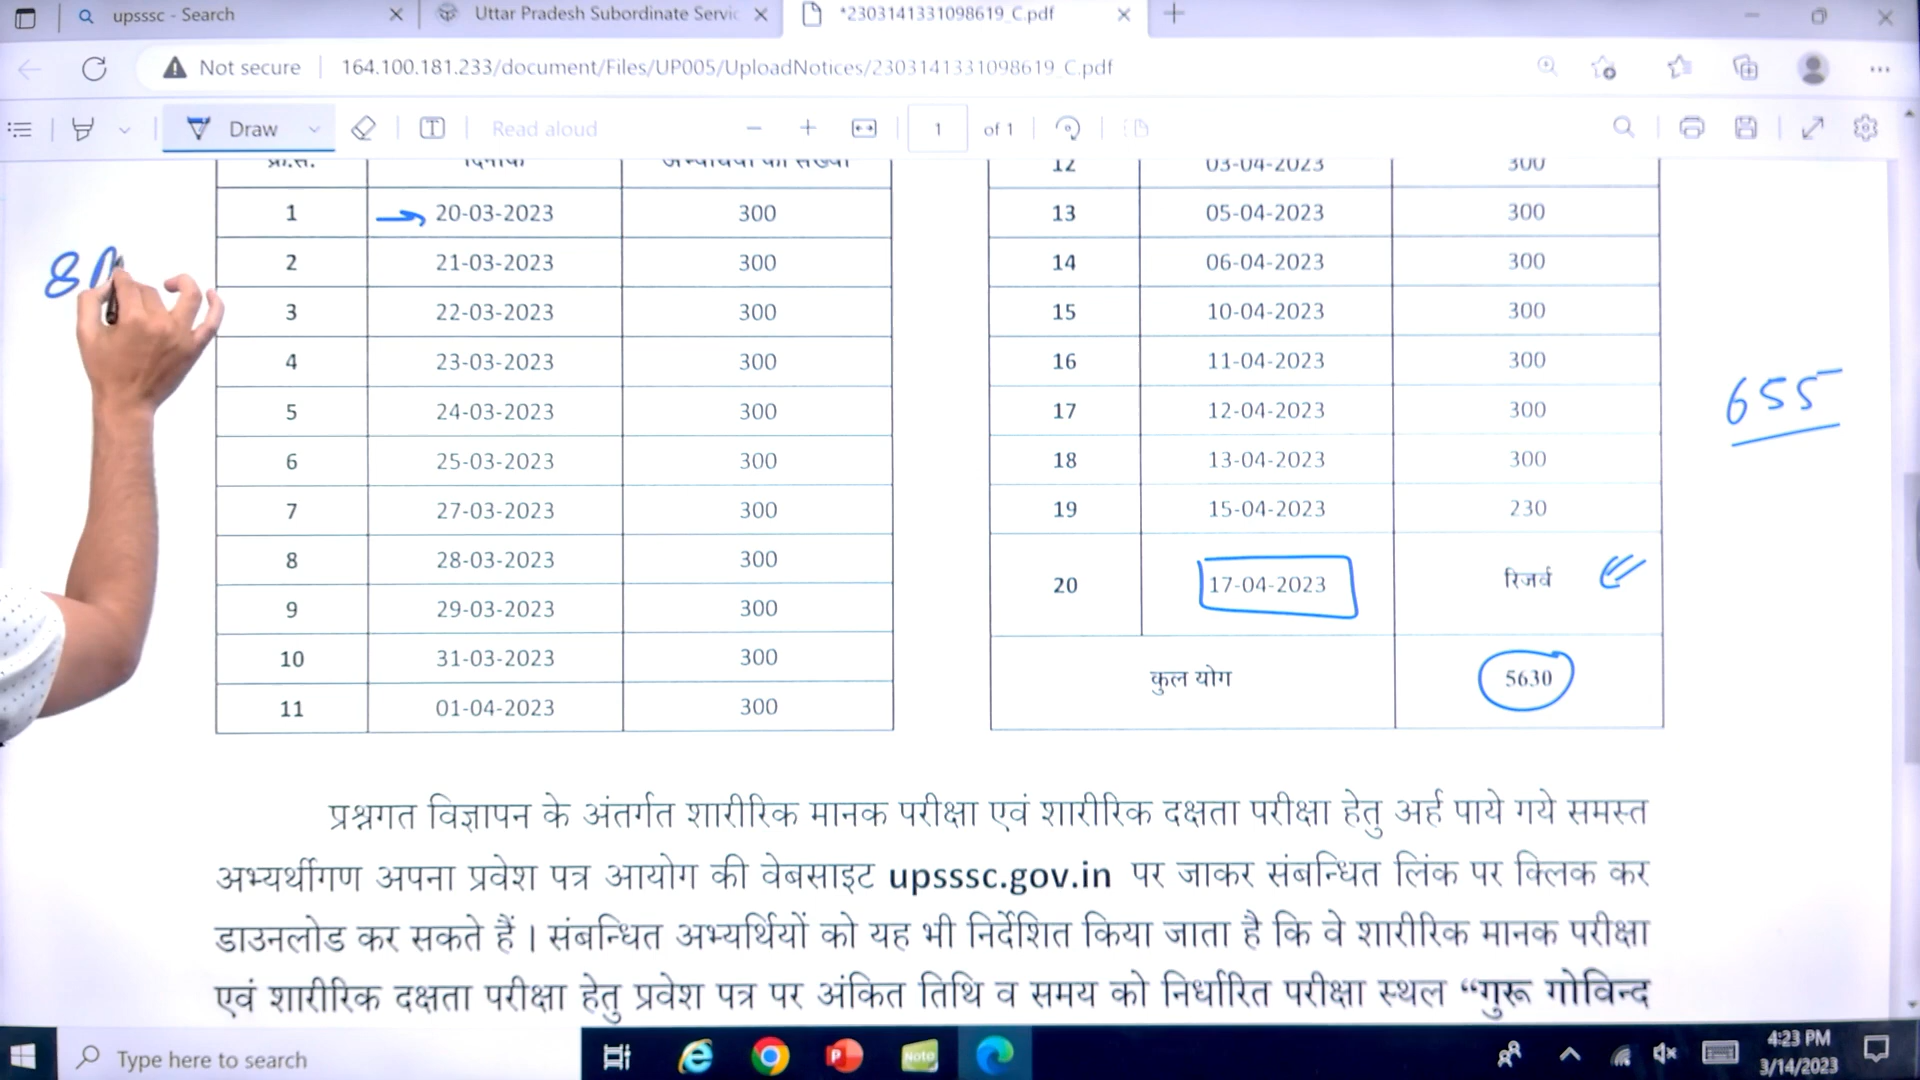 upsssc - Search
Uttar Pradesh Subordinate Servic
*2303141331098619_C.pdf
Not secure
164.100.181.233/document/Files/UP005/UploadNotices/2303141331098619_C.pdf
Draw
Read aloud
1 of 1
क्र.सं. दिनांक अभ्यर्थियों की संख्या
1 20-03-2023 300
2 21-03-2023 300
3 22-03-2023 300
4 23-03-2023 300
5 24-03-2023 300
6 25-03-2023 300
7 27-03-2023 300
8 28-03-2023 300
9 29-03-2023 300
10 31-03-2023 300
11 01-04-2023 300
12 03-04-2023 300
13 05-04-2023 300
14 06-04-2023 300
15 10-04-2023 300
16 11-04-2023 300
17 12-04-2023 300
18 13-04-2023 300
19 15-04-2023 230
20 17-04-2023 रिजर्व
कुल योग 5630
8
655
प्रश्नगत विज्ञापन के अंतर्गत शारीरिक मानक परीक्षा एवं शारीरिक दक्षता परीक्षा हेतु अर्ह पाये गये समस्त
अभ्यर्थीगण अपना प्रवेश पत्र आयोग की वेबसाइट upsssc.gov.in पर जाकर संबन्धित लिंक पर क्लिक कर
डाउनलोड कर सकते हैं । संबन्धित अभ्यर्थियों को यह भी निर्देशित किया जाता है कि वे शारीरिक मानक परीक्षा
एवं शारीरिक दक्षता परीक्षा हेतु प्रवेश पत्र पर अंकित तिथि व समय को निर्धारित परीक्षा स्थल “गुरू गोविन्द
Type here to search
Note
4:23 PM
3/14/2023